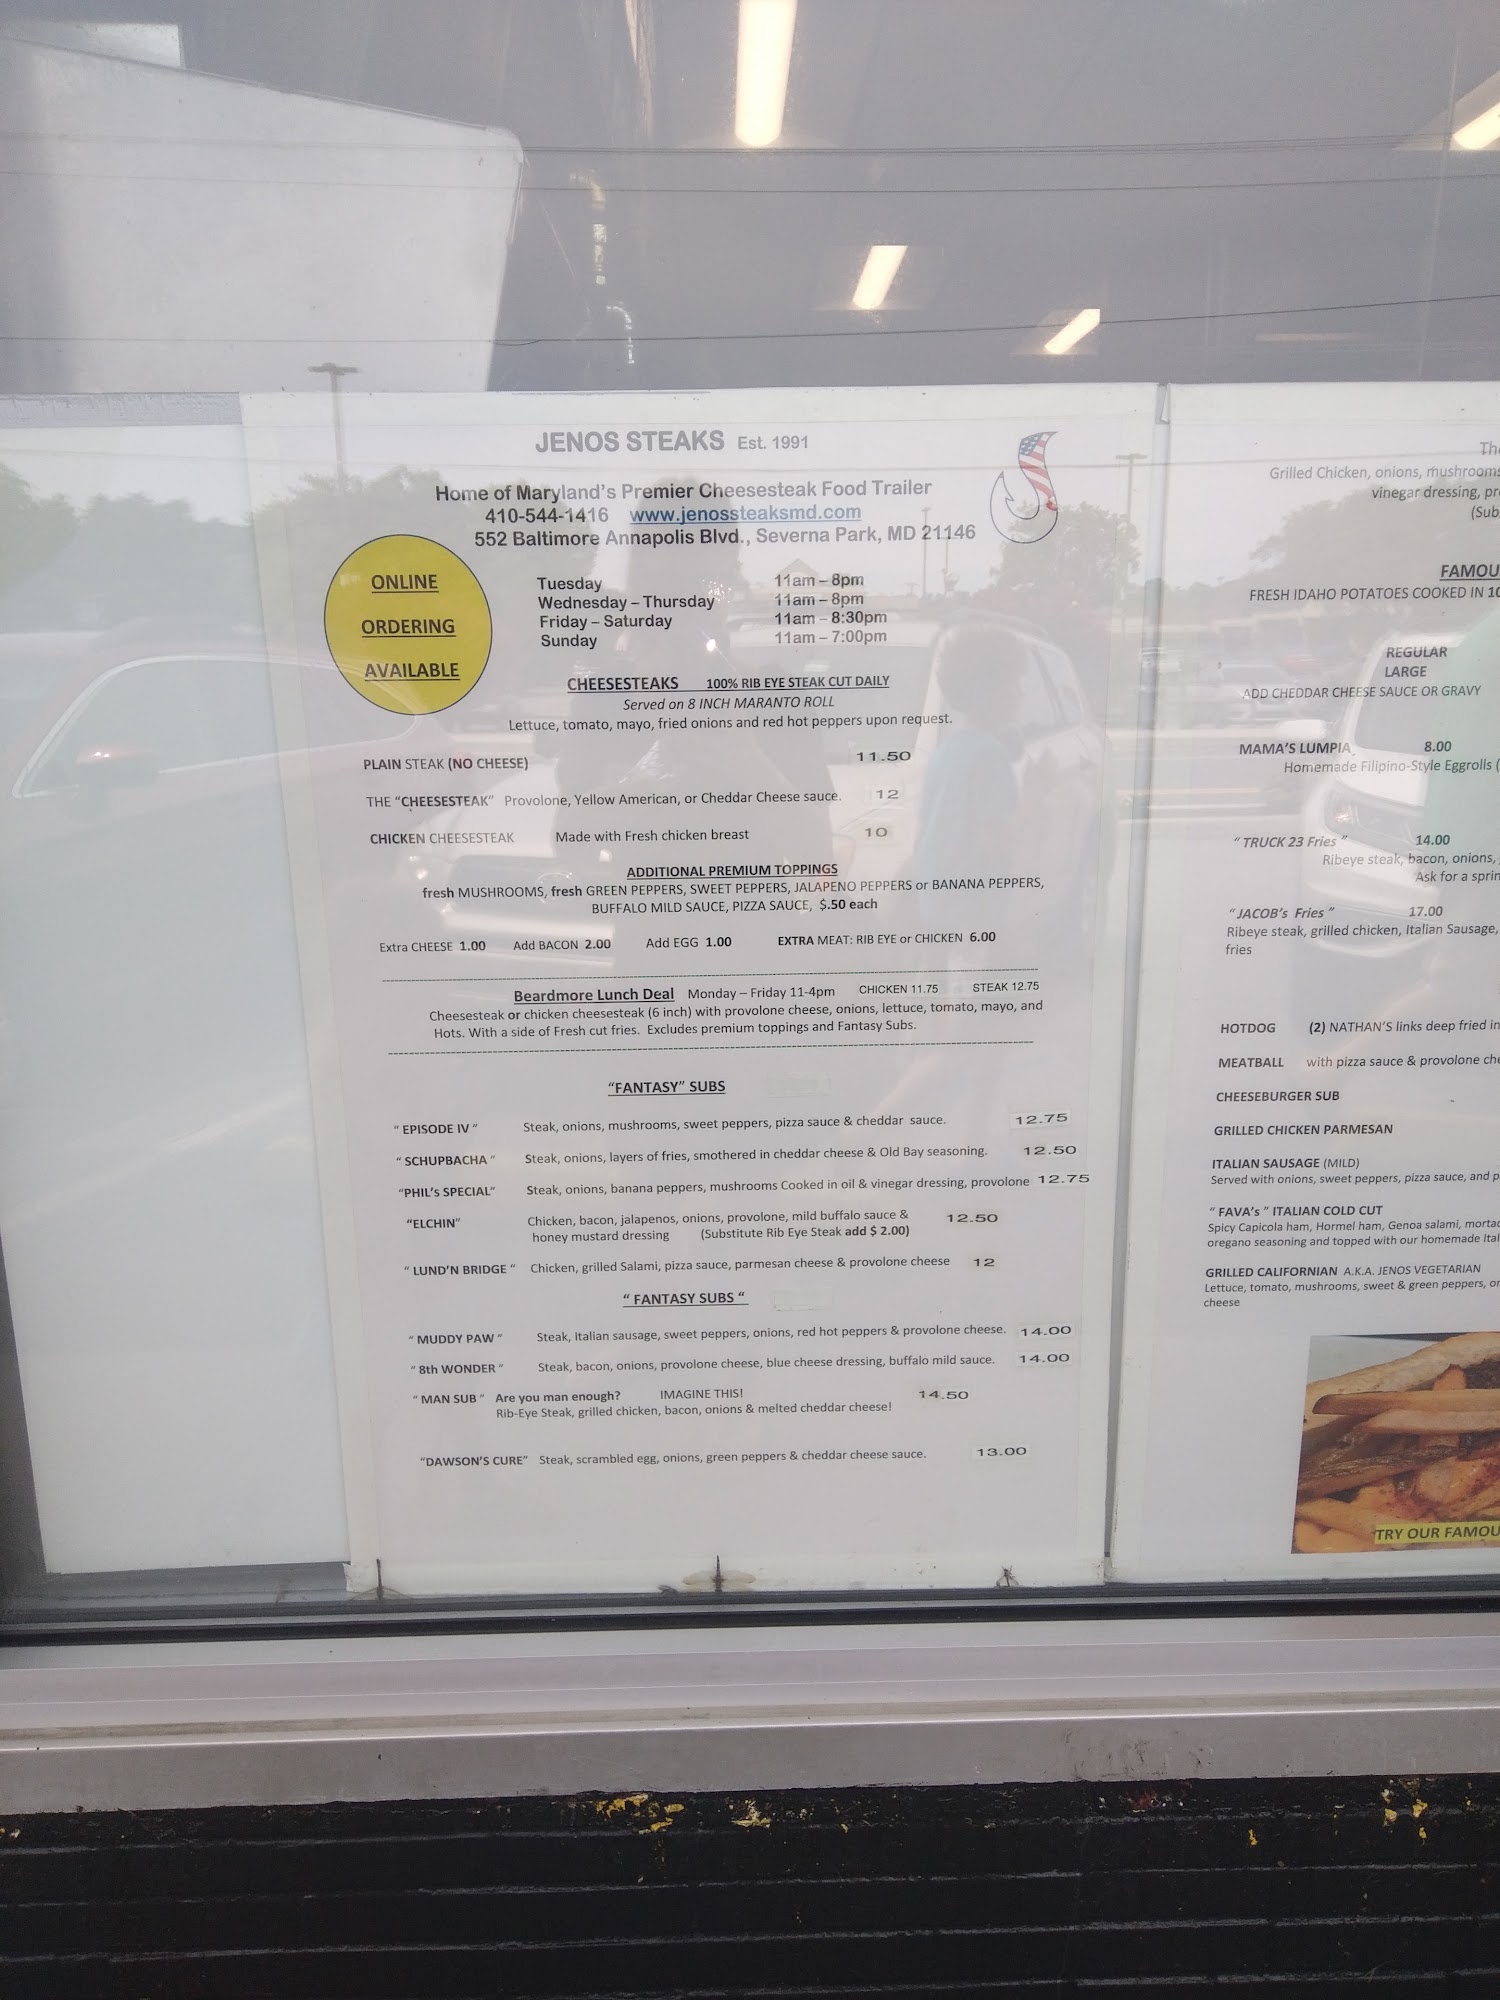 JENOS STEAKS Est. 1991
Home of Maryland's Premier Cheesesteak Food Trailer
410-544-1416 www.jenossteaksmd.com
552 Baltimore Annapolis Blvd., Severna Park, MD 21146
ONLINE
ORDERING
AVAILABLE
Tuesday 11am – 8pm
Wednesday – Thursday 11am – 8pm
Friday – Saturday 11am – 8:30pm
Sunday 11am – 7:00pm
CHEESESTEAKS 100% RIB EYE STEAK CUT DAILY
Served on 8 INCH MARANTO ROLL
Lettuce, tomato, mayo, fried onions and red hot peppers upon request.
PLAIN STEAK (NO CHEESE) 11.50
THE "CHEESESTEAK" Provolone, Yellow American, or Cheddar Cheese sauce. 12
CHICKEN CHEESESTEAK Made with Fresh chicken breast 10
ADDITIONAL PREMIUM TOPPINGS
fresh MUSHROOMS, fresh GREEN PEPPERS, SWEET PEPPERS, JALAPENO PEPPERS or BANANA PEPPERS,
BUFFALO MILD SAUCE, PIZZA SAUCE, $.50 each
Extra CHEESE 1.00 Add BACON 2.00 Add EGG 1.00 EXTRA MEAT: RIB EYE or CHICKEN 6.00
Beardmore Lunch Deal Monday – Friday 11-4pm CHICKEN 11.75 STEAK 12.75
Cheesesteak or chicken cheesesteak (6 inch) with provolone cheese, onions, lettuce, tomato, mayo, and
Hots. With a side of Fresh cut fries. Excludes premium toppings and Fantasy Subs.
"FANTASY" SUBS
" EPISODE IV " Steak, onions, mushrooms, sweet peppers, pizza sauce & cheddar sauce. 12.75
" SCHUPBACHA " Steak, onions, layers of fries, smothered in cheddar cheese & Old Bay seasoning. 12.50
"PHIL's SPECIAL" Steak, onions, banana peppers, mushrooms Cooked in oil & vinegar dressing, provolone 12.75
"ELCHIN" Chicken, bacon, jalapenos, onions, provolone, mild buffalo sauce & 12.50
honey mustard dressing (Substitute Rib Eye Steak add $ 2.00)
" LUND'N BRIDGE " Chicken, grilled Salami, pizza sauce, parmesan cheese & provolone cheese 12
" FANTASY SUBS "
" MUDDY PAW " Steak, Italian sausage, sweet peppers, onions, red hot peppers & provolone cheese. 14.00
" 8th WONDER " Steak, bacon, onions, provolone cheese, blue cheese dressing, buffalo mild sauce. 14.00
" MAN SUB " Are you man enough? IMAGINE THIS! 14.50
Rib-Eye Steak, grilled chicken, bacon, onions & melted cheddar cheese!
"DAWSON'S CURE" Steak, scrambled egg, onions, green peppers & cheddar cheese sauce. 13.00
Th
Grilled Chicken, onions, mushrooms
vinegar dressing, pr
(Sub
FAMOU
FRESH IDAHO POTATOES COOKED IN 10
REGULAR
LARGE
ADD CHEDDAR CHEESE SAUCE OR GRAVY
MAMA'S LUMPIA 8.00
Homemade Filipino-Style Eggrolls (
" TRUCK 23 Fries " 14.00
Ribeye steak, bacon, onions,
Ask for a sprin
" JACOB's Fries " 17.00
Ribeye steak, grilled chicken, Italian Sausage,
fries
HOTDOG (2) NATHAN'S links deep fried in
MEATBALL with pizza sauce & provolone che
CHEESEBURGER SUB
GRILLED CHICKEN PARMESAN
ITALIAN SAUSAGE (MILD)
Served with onions, sweet peppers, pizza sauce, and p
" FAVA's " ITALIAN COLD CUT
Spicy Capicola ham, Hormel ham, Genoa salami, mortad
oregano seasoning and topped with our homemade Ital
GRILLED CALIFORNIAN A.K.A. JENOS VEGETARIAN
Lettuce, tomato, mushrooms, sweet & green peppers, on
cheese
TRY OUR FAMOU